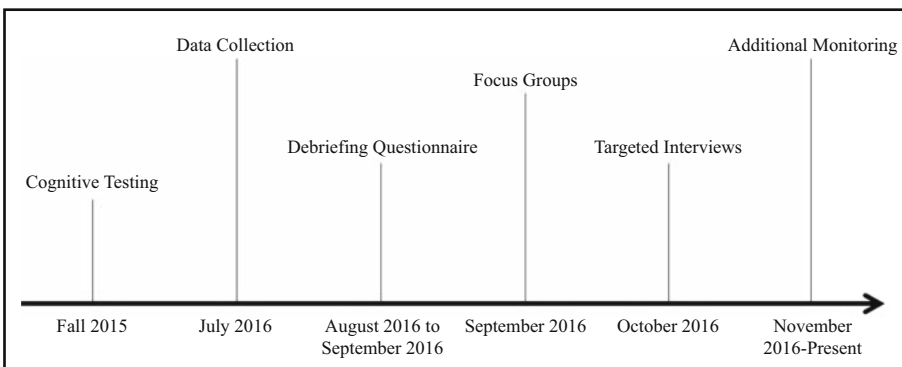 Data Collection
Additional Monitoring
Focus Groups
Debriefing Questionnaire
Targeted Interviews
Cognitive Testing
Fall 2015
July 2016
August 2016 to
September 2016
September 2016
October 2016
November
2016-Present